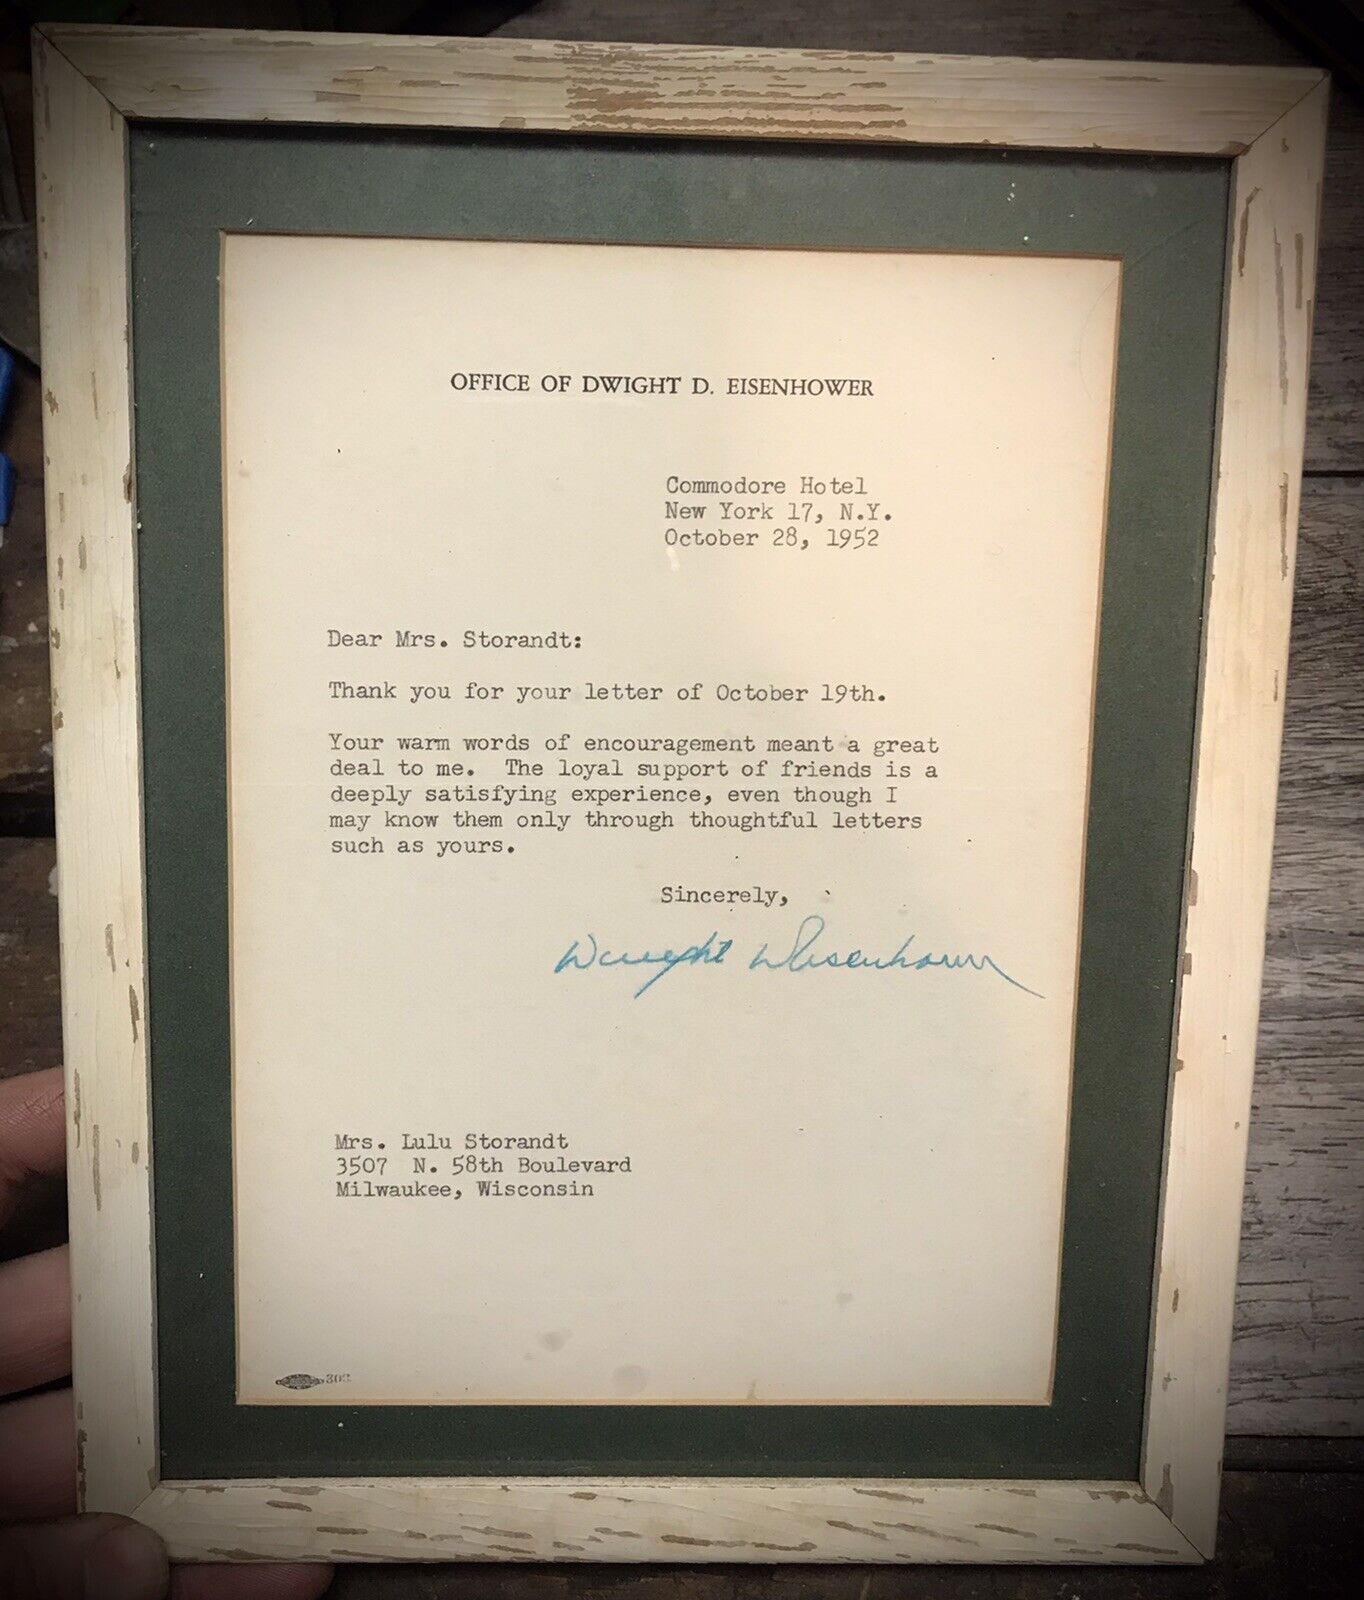 OFFICE OF DWIGHT D. EISENHOWER
Commodore Hotel
New York 17, N.Y.
October 28, 1952
Dear Mrs. Storandt:
Thank you for your letter of October 19th.
Your warm words of encouragement meant a great
deal to me. The loyal support of friends is a
deeply satisfying experience, even though I
may know them only through thoughtful letters
such as yours.
Sincerely,
Dwight D Eisenhower
Mrs. Lulu Storandt
3507 N. 58th Boulevard
Milwaukee, Wisconsin